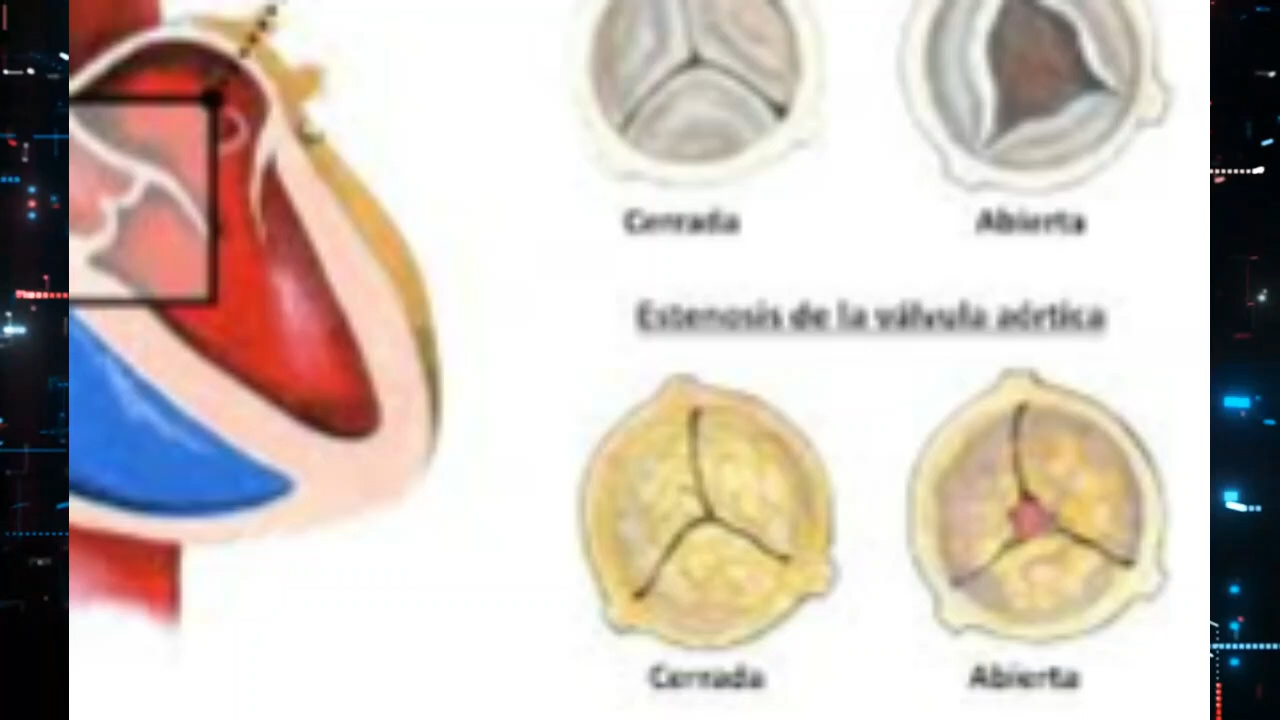 Cerrada
Abierta
Estenosis de la válvula aórtica
Cerrada
Abierta